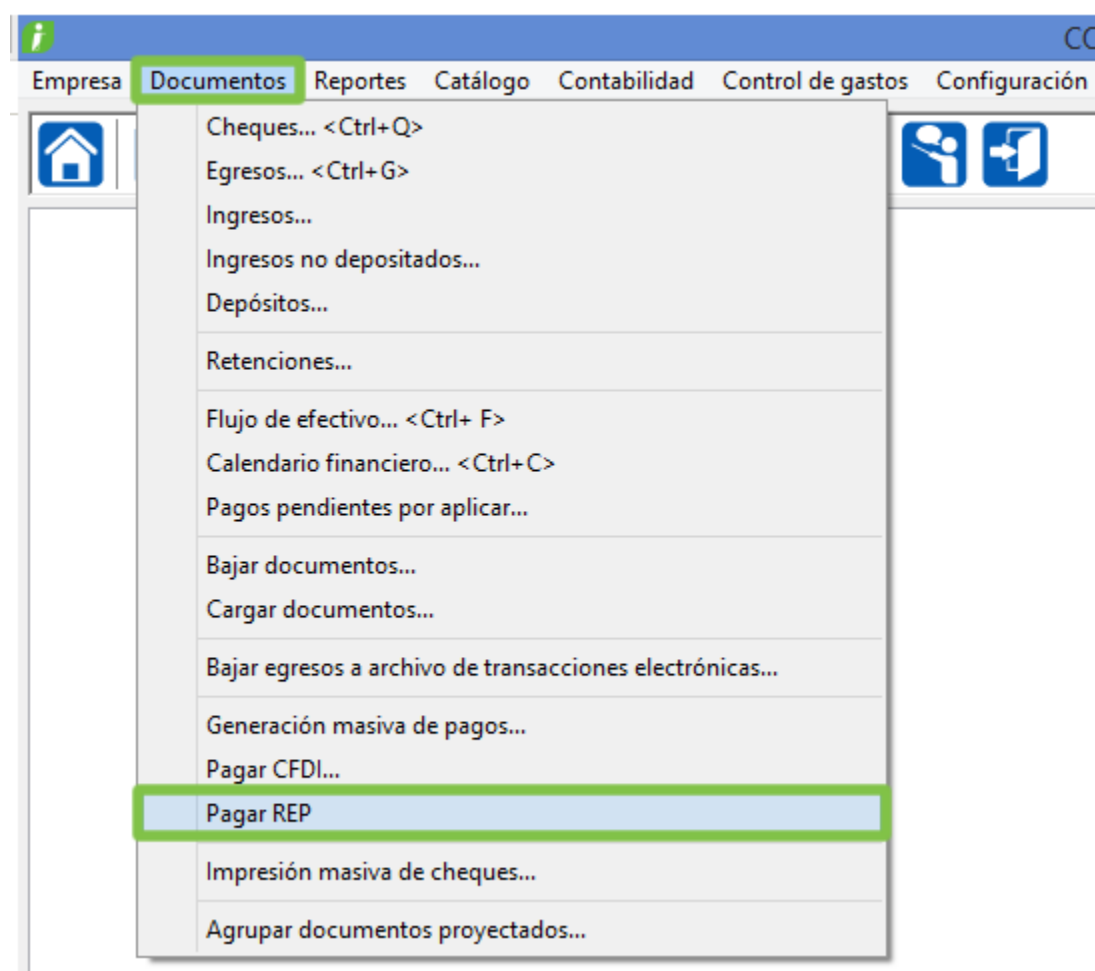 CO
Empresa Documentos Reportes Catálogo Contabilidad Control de gastos Configuración
Cheques... <Ctrl+Q>
Egresos... <Ctrl+G>
Ingresos...
Ingresos no depositados...
Depósitos...
Retenciones...
Flujo de efectivo... <Ctrl+ F>
Calendario financiero... <Ctrl+C>
Pagos pendientes por aplicar...
Bajar documentos...
Cargar documentos...
Bajar egresos a archivo de transacciones electrónicas...
Generación masiva de pagos...
Pagar CFDI...
Pagar REP
Impresión masiva de cheques...
Agrupar documentos proyectados...